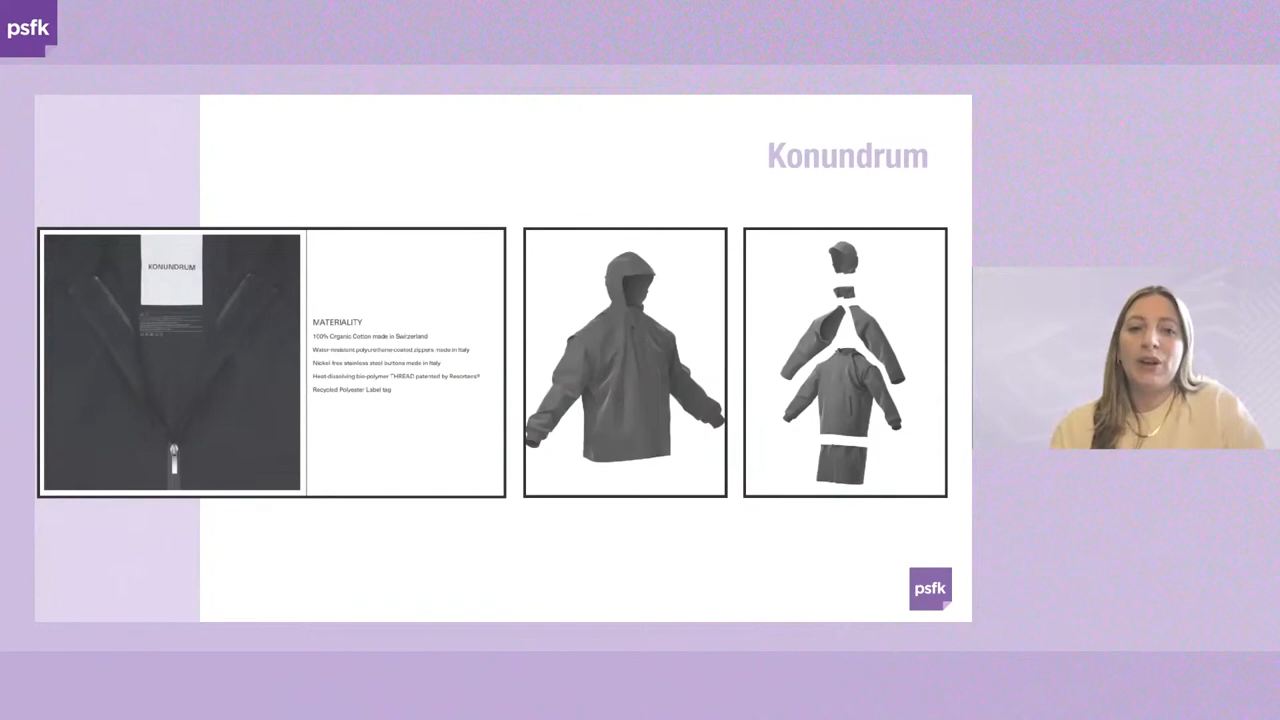 psfk
Konundrum
KONUNDRUM
MATERIALITY
100% Organic Cotton made in Switzerland
Water-resistant polyurethane-coated zippers made in Italy
Nickel free stainless steel buttons made in Italy
Heat-dissolving bio-polymer THREAD patented by Resortecs®
Recycled Polyester Label tag
psfk